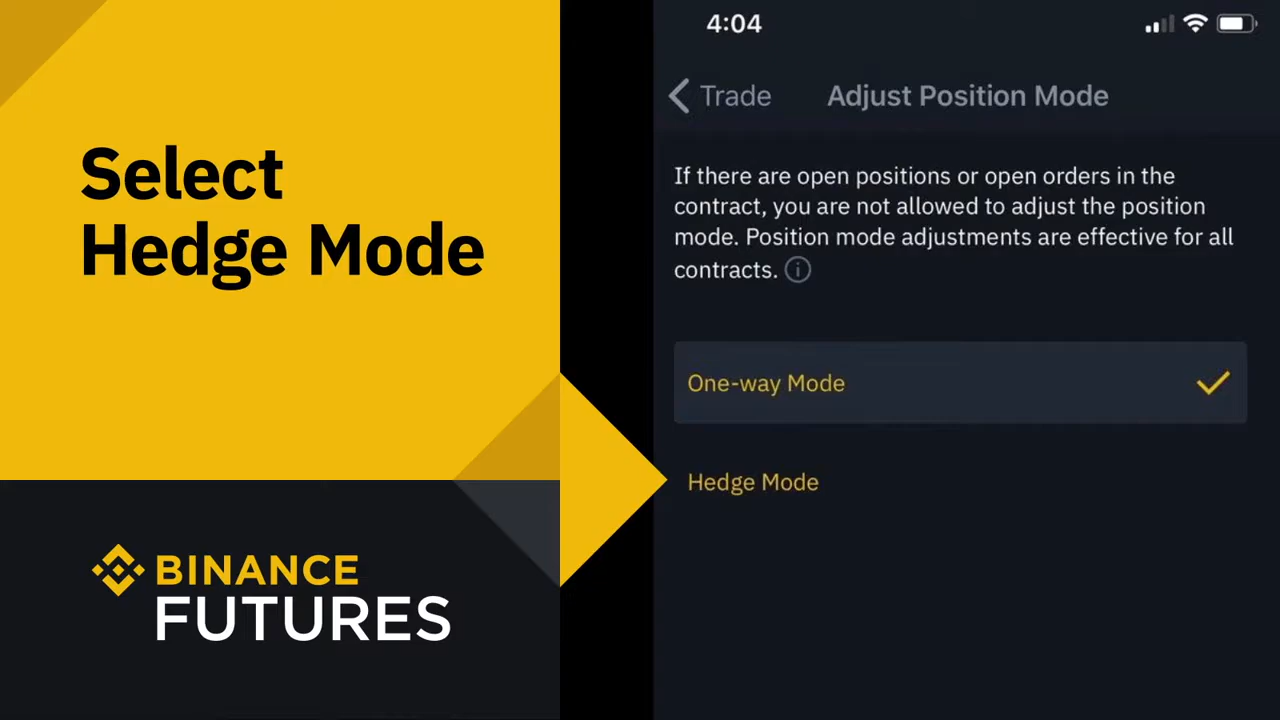 Select
Hedge Mode
BINANCE
FUTURES
4:04
Trade
Adjust Position Mode
If there are open positions or open orders in the
contract, you are not allowed to adjust the position
mode. Position mode adjustments are effective for all
contracts.
One-way Mode
Hedge Mode